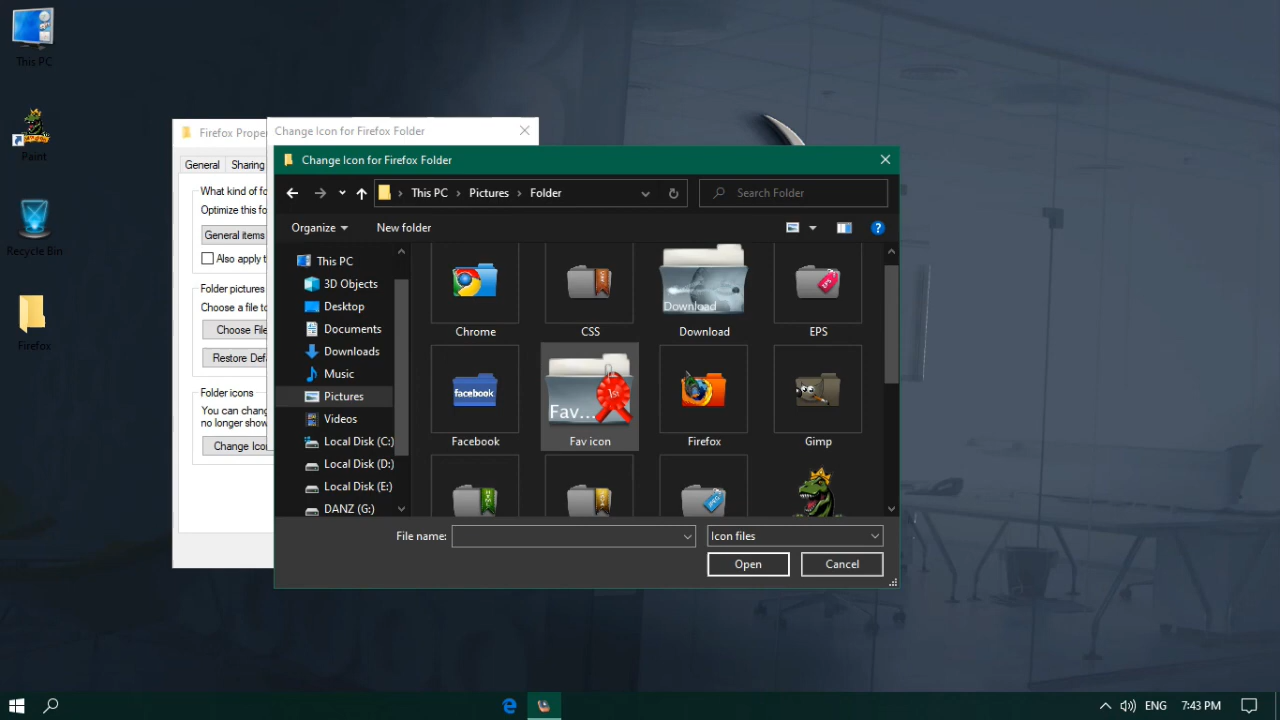 This PC
Paint
Recycle Bin
Firefox
Firefox Prope
General
Sharing
What kind of fo
Optimize this fo
General items
Also apply t
Folder pictures
Choose a file to
Choose File
Restore Defa
Folder icons
You can chang
no longer show
Change Icon
Change Icon for Firefox Folder
Change Icon for Firefox Folder
This PC
Pictures
Folder
Search Folder
Organize
New folder
?
This PC
3D Objects
Desktop
Documents
Downloads
Music
Pictures
Videos
Local Disk (C:)
Local Disk (D:)
Local Disk (E:)
DANZ (G:)
Chrome
CSS
Download
Download
EPS
EPS
facebook
Facebook
1st
Fav...
Fav icon
Firefox
Gimp
JPEG
File name:
Icon files
Open
Cancel
ENG
7:43 PM